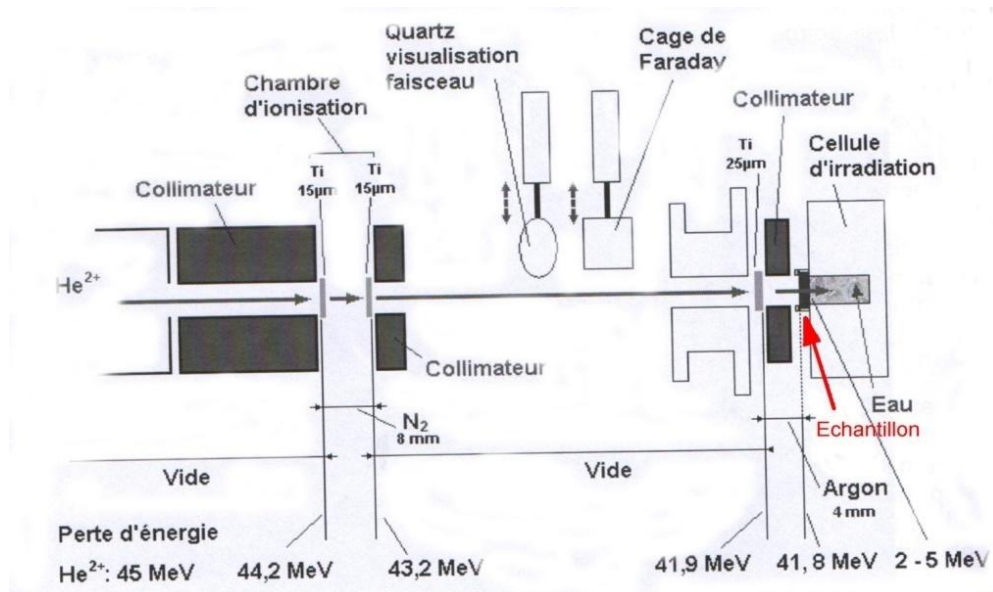 Quartz
visualisation
faisceau
Cage de
Faraday
Chambre
d'ionisation
Collimateur
Ti
25µm
Cellule
d'irradiation
Ti
15µm
Ti
15µm
Collimateur
He2+
Collimateur
N2
8 mm
Eau
Echantillon
Vide
Vide
Argon
4 mm
Perte d'énergie
He2+: 45 MeV
44,2 MeV
43,2 MeV
41,9 MeV
41, 8 MeV
2 - 5 MeV